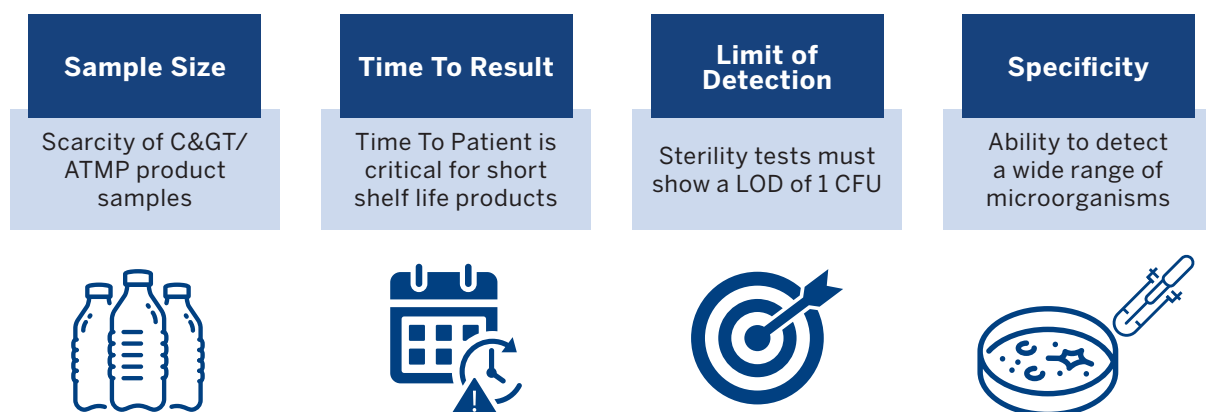 Sample Size
Scarcity of C&GT/
ATMP product
samples
Time To Result
Time To Patient is
critical for short
shelf life products
Limit of
Detection
Sterility tests must
show a LOD of 1 CFU
Specificity
Ability to detect
a wide range of
microorganisms